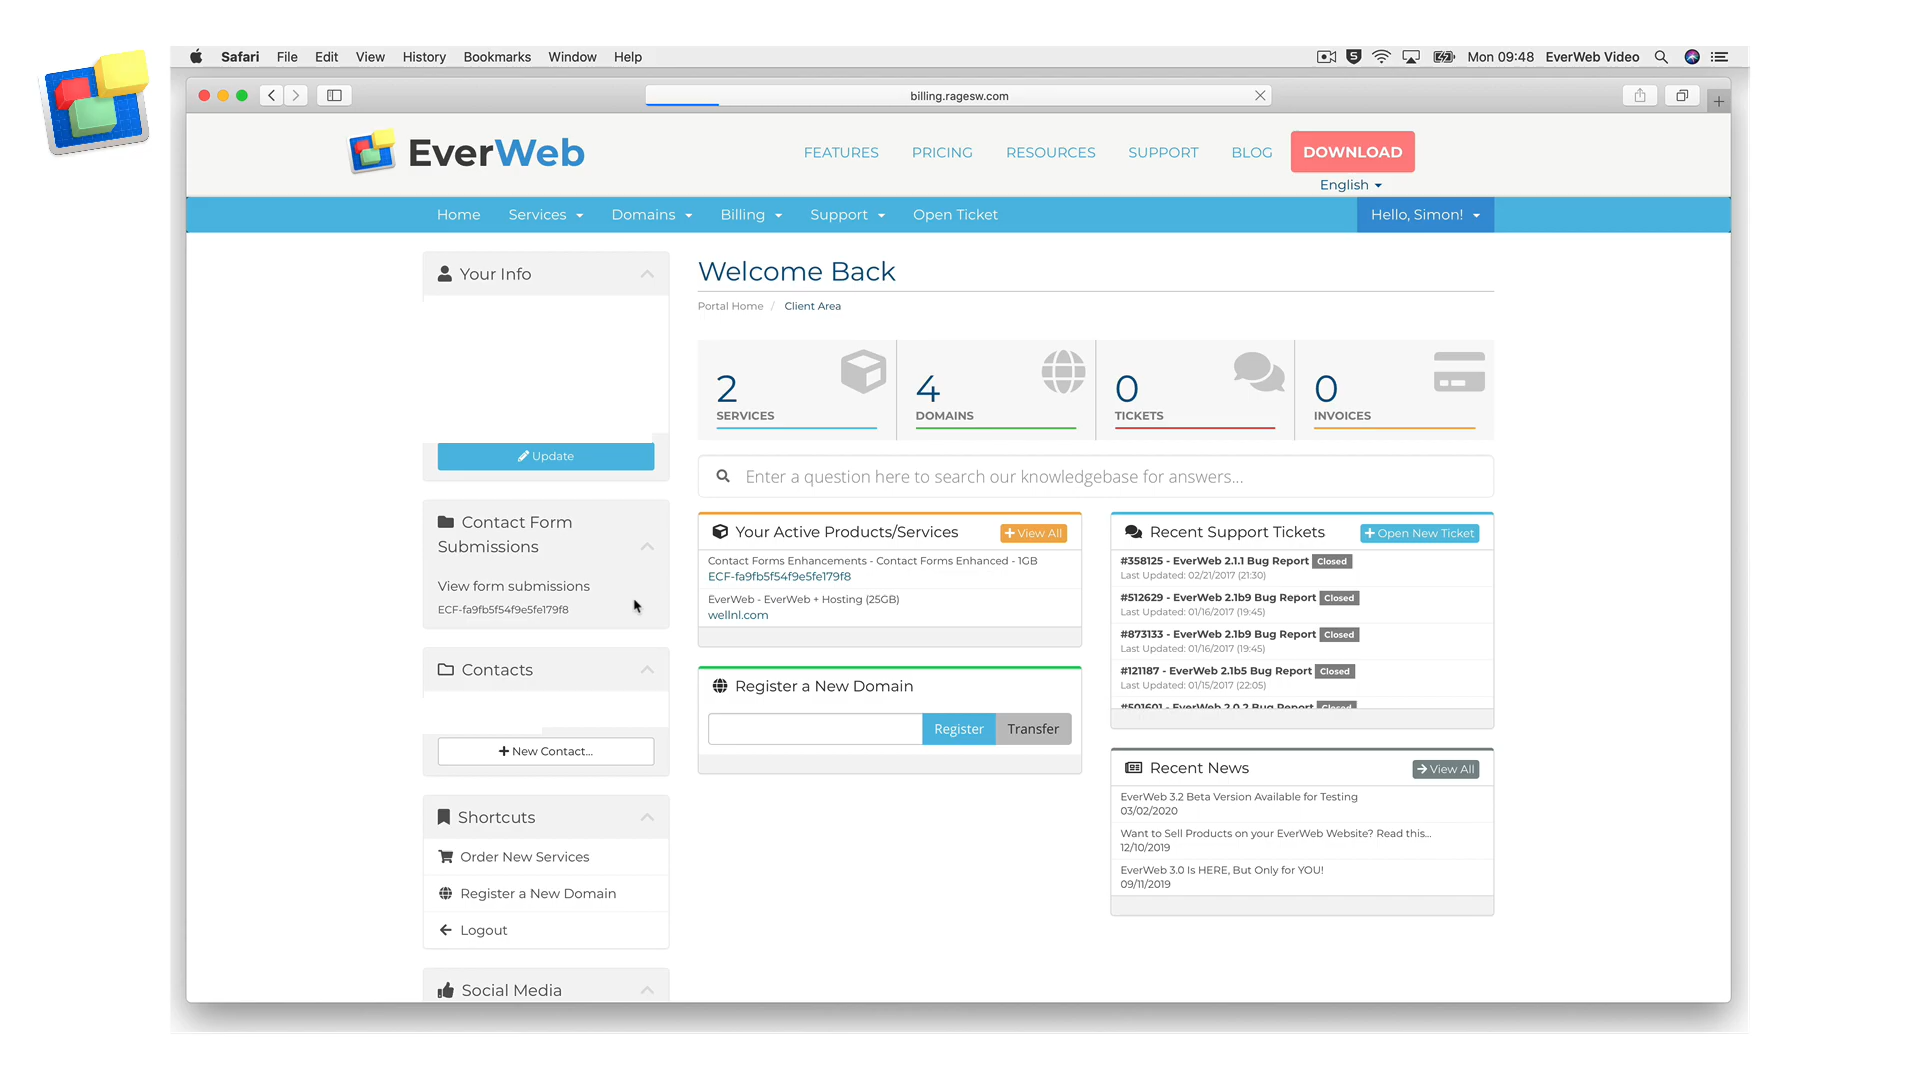 Safari File Edit View History Bookmarks Window Help
Mon 09:48 EverWeb Video
billing.ragesw.com
EverWeb
FEATURES PRICING RESOURCES SUPPORT BLOG DOWNLOAD
English
Home Services Domains Billing Support Open Ticket Hello, Simon!
Your Info
Update
Contact Form
Submissions
View form submissions
ECF-fa9fb5f54f9e5fe179f8
Contacts
New Contact...
Shortcuts
Order New Services
Register a New Domain
Logout
Social Media
Welcome Back
Portal Home / Client Area
2
SERVICES
4
DOMAINS
0
TICKETS
0
INVOICES
Enter a question here to search our knowledgebase for answers...
Your Active Products/Services
View All
Contact Forms Enhancements - Contact Forms Enhanced - 1GB
ECF-fa9fb5f54f9e5fe179f8
EverWeb - EverWeb + Hosting (25GB)
wellnl.com
Register a New Domain
Register Transfer
Recent Support Tickets
Open New Ticket
#358125 - EverWeb 2.1.1 Bug Report Closed
Last Updated: 02/21/2017 (21:30)
#512629 - EverWeb 2.1b9 Bug Report Closed
Last Updated: 01/16/2017 (19:45)
#873133 - EverWeb 2.1b9 Bug Report Closed
Last Updated: 01/16/2017 (19:45)
#121187 - EverWeb 2.1b5 Bug Report Closed
Last Updated: 01/15/2017 (22:05)
#501601 - EverWeb 2.0.2 Bug Report Closed
Recent News
View All
EverWeb 3.2 Beta Version Available for Testing
03/02/2020
Want to Sell Products on your EverWeb Website? Read this...
12/10/2019
EverWeb 3.0 Is HERE, But Only for YOU!
09/11/2019